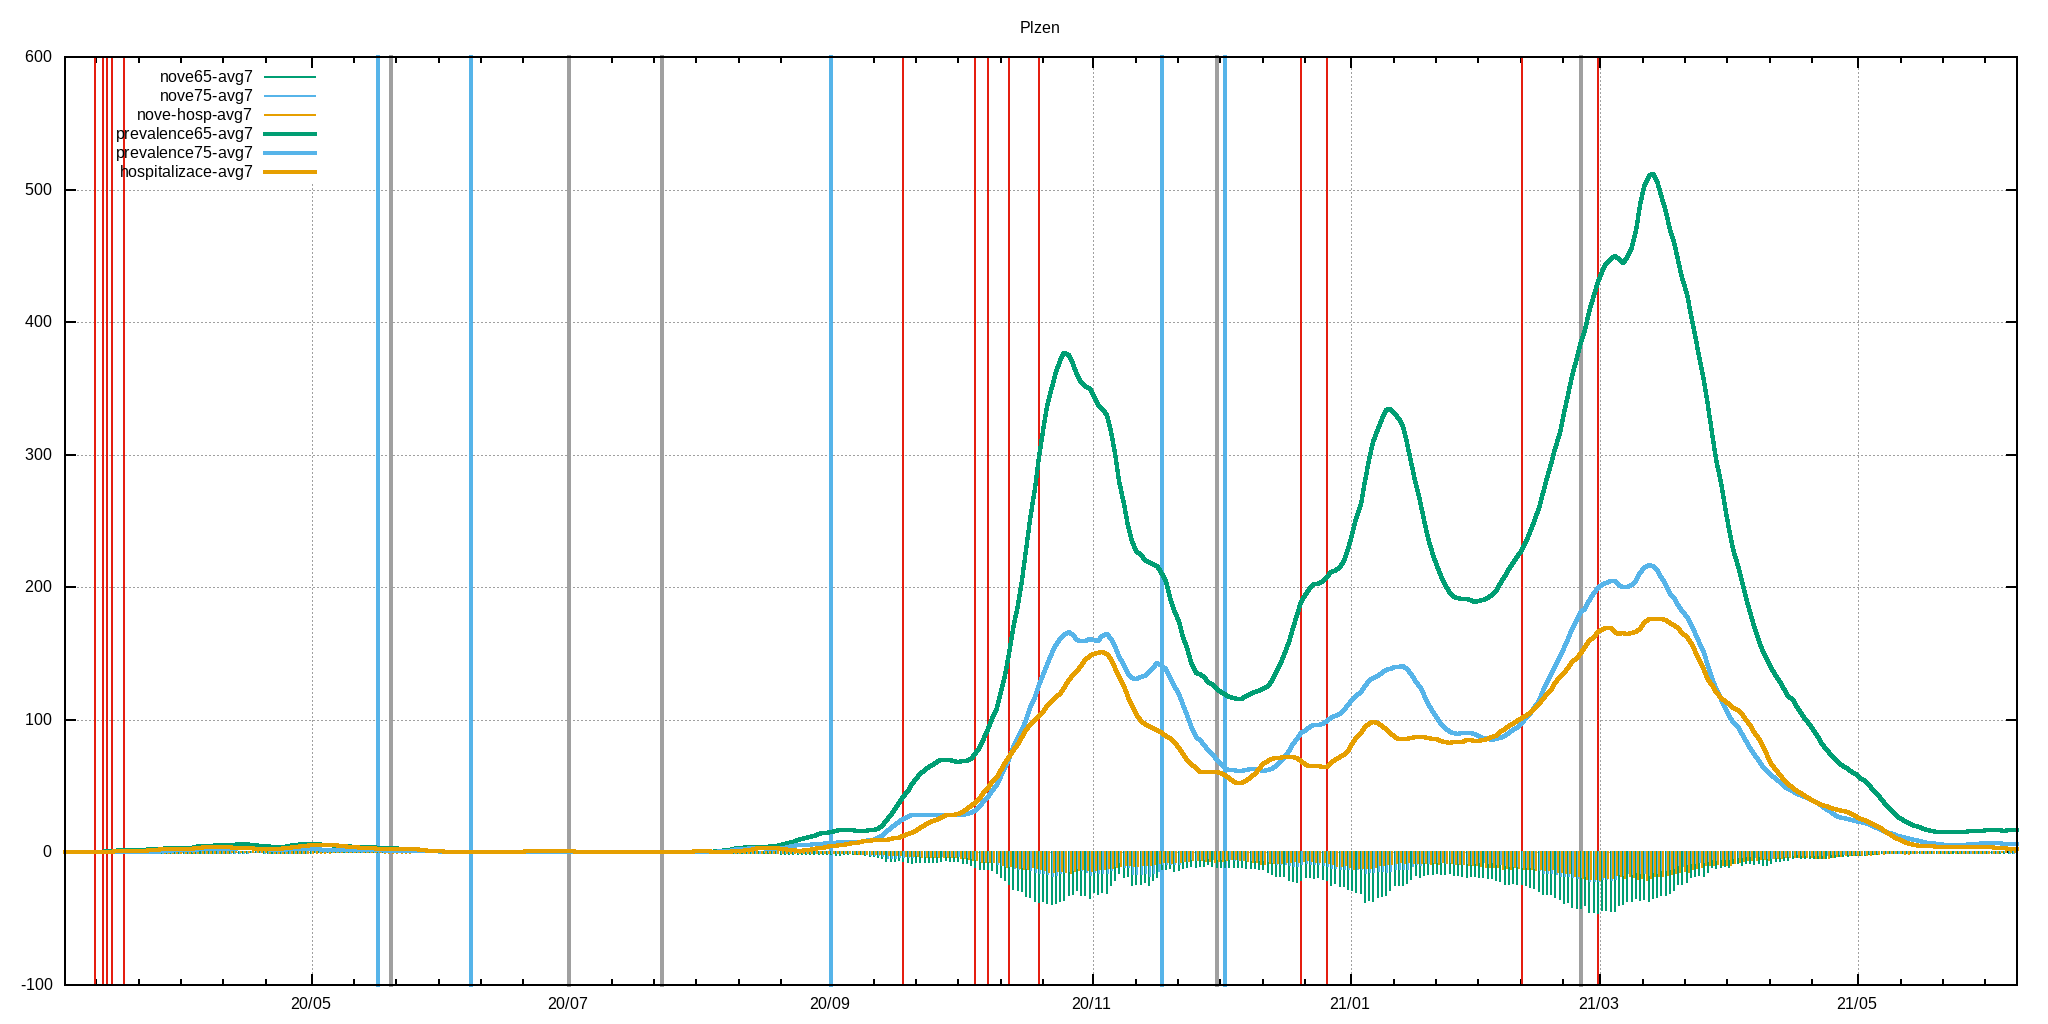 Plzen
600
nove65-avg7
nove75-avg7
nove-hosp-avg7
prevalence65-avg7
prevalence75-avg7
hospitalizace-avg7
500
400
300
200
100
0
-100
20/05 20/07 20/09 20/11 21/01 21/03 21/05